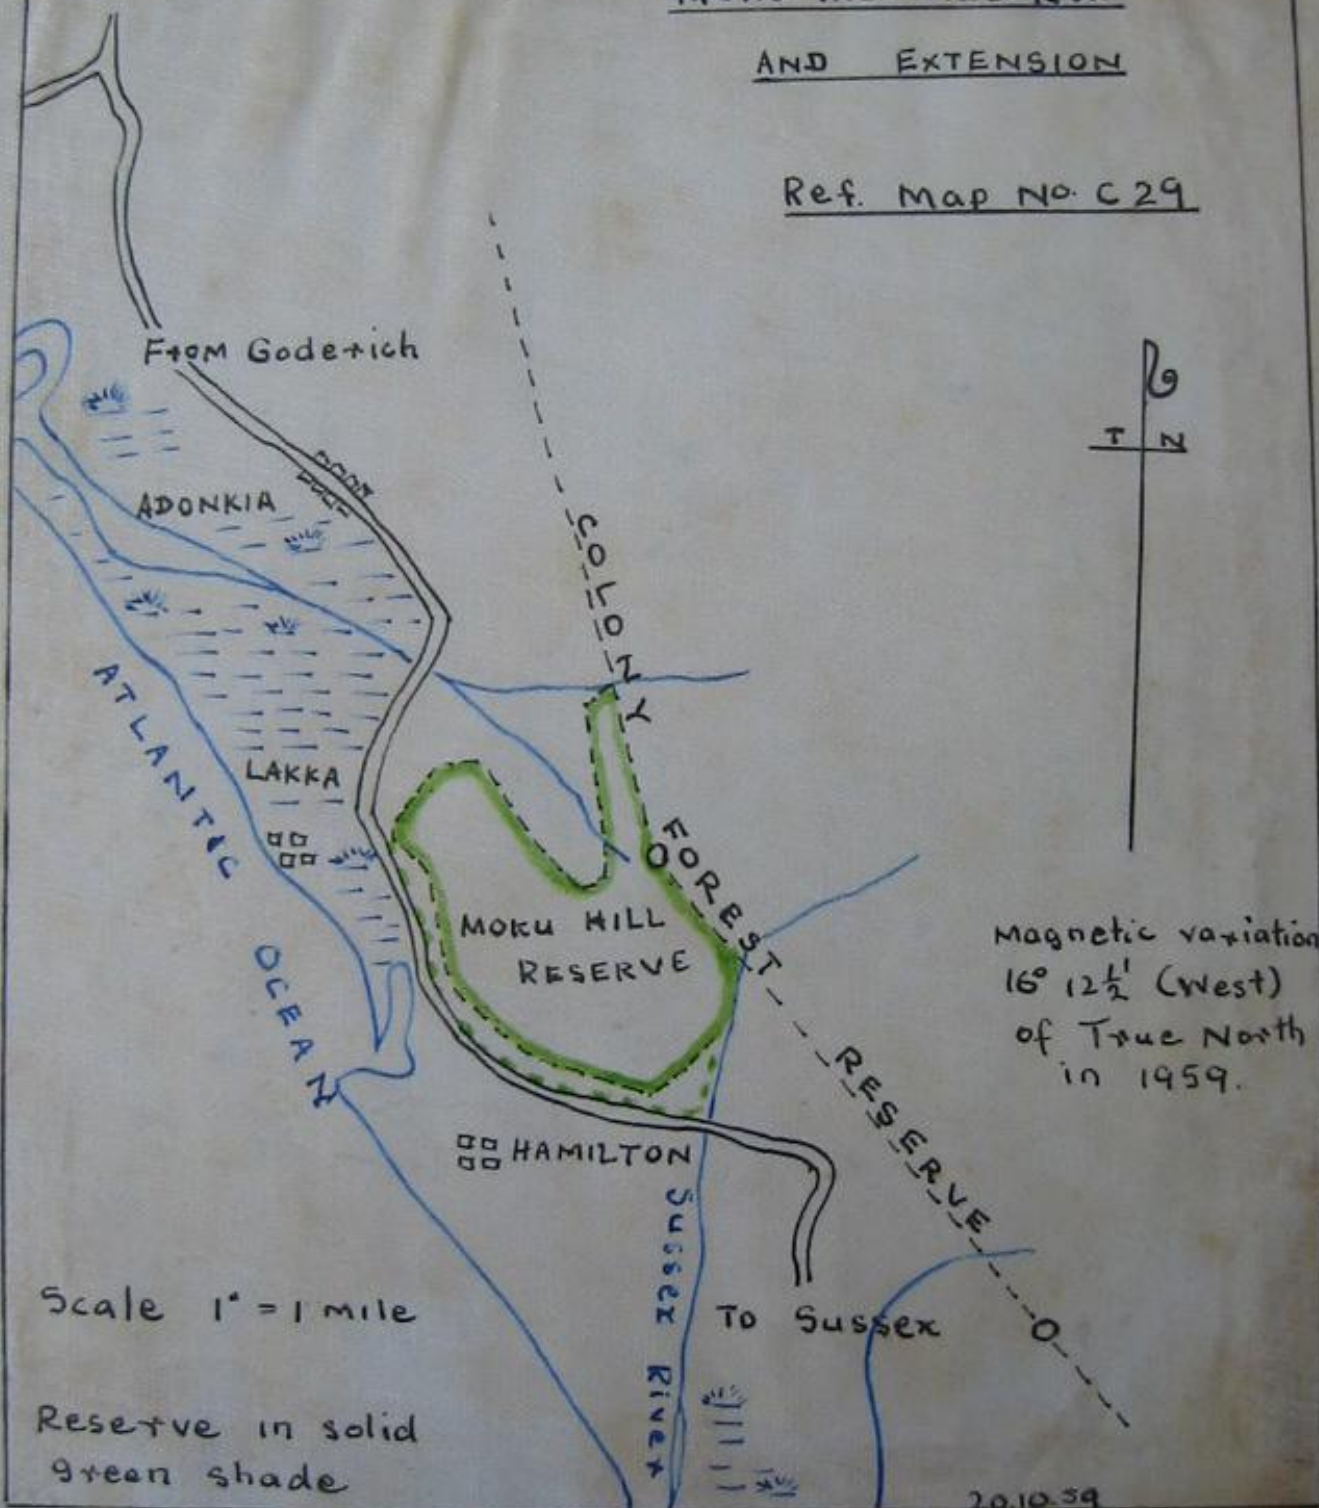 AND EXTENSION
Ref. Map No. C 29
From Goderich
T N
ADONKIA
COLONY
FOREST
RESERVE
ATLANTIC
OCEAN
LAKKA
MOKU HILL
RESERVE
Magnetic variation
16° 12½' (West)
of True North
in 1959.
HAMILTON
Sussex River
To Sussex
Scale 1" = 1 mile
Reserve in solid
green shade
20.10.59